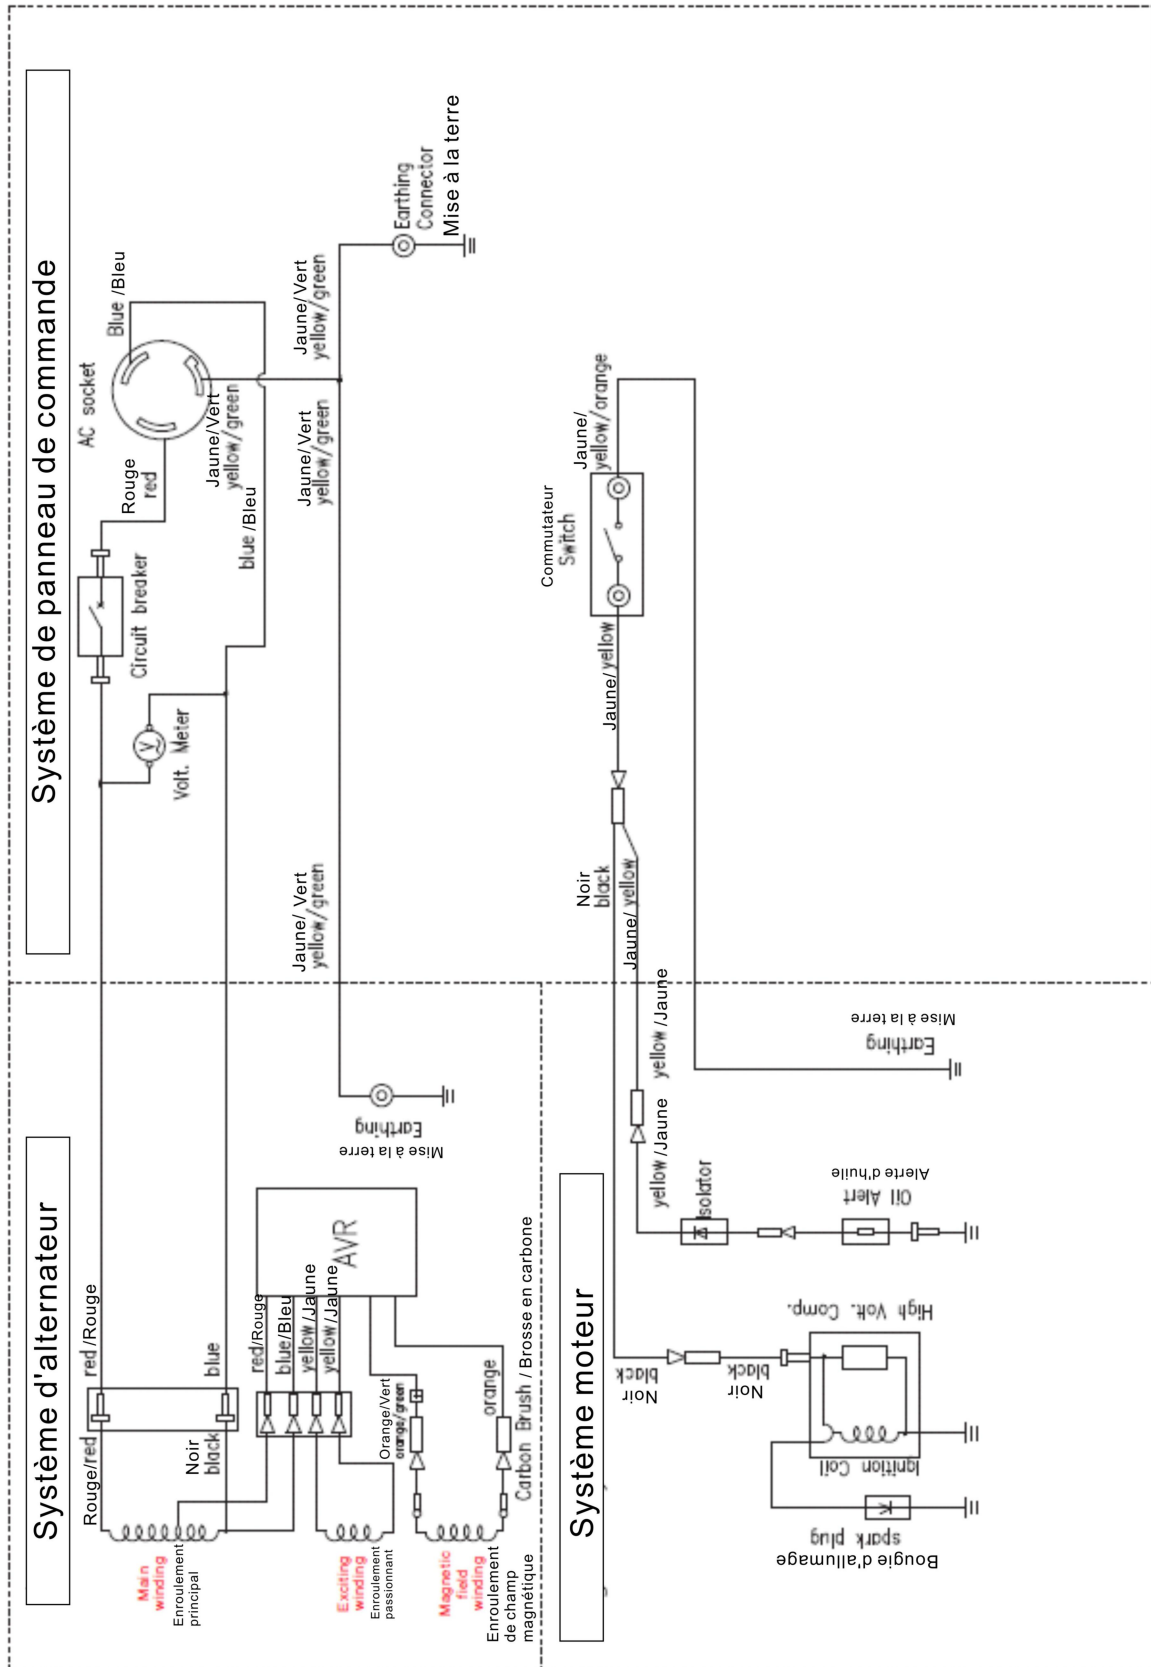 Système de panneau de commande
AC socket
Blue /Bleu
Rouge
red
Jaune/Vert
yellow/green
blue /Bleu
Circuit breaker
Volt. Meter
Jaune/Vert
yellow/green
Jaune/Vert
yellow/green
Earthing
Connector
Mise à la terre
Jaune/ Vert
yellow/green
Jaune/
yellow/orange
Commutateur
Switch
Jaune/yellow
Noir
black
Jaune/ yellow
Système d'alternateur
red /Rouge
Rouge/red
blue
Noir
black
Main
winding
Enroulement
principal
red/Rouge
blue/Bleu
yellow /Jaune
yellow /Jaune
AVR
Exciting
winding
Enroulement
passionnant
Orange/Vert
orange/green
orange
Carbon Brush / Brosse en carbone
Magnetic
field
winding
Enroulement
de champ
magnétique
Earthing
Mise à la terre
Système moteur
yellow /Jaune
yellow /Jaune
Mise à la terre
Earthing
Isolator
Alerte d'huile
Oil Alert
High Volt. Comp.
Noir
black
Noir
black
Ignition Coil
spark plug
Bougie d'allumage